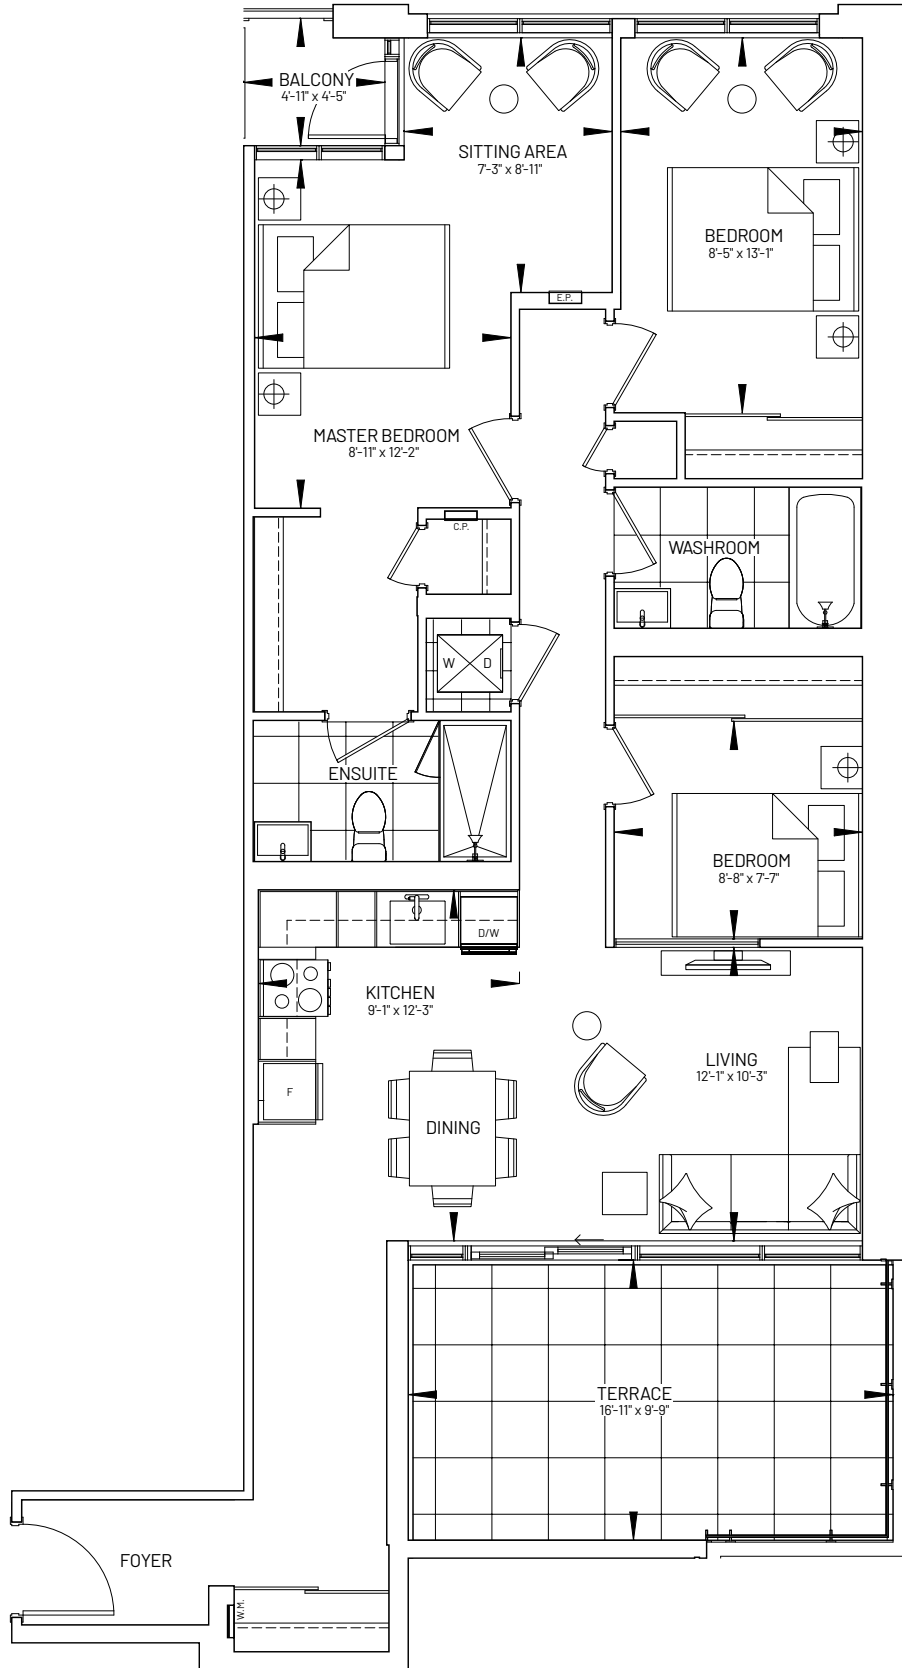 BALCONY
4'-11" x 4'-5"
SITTING AREA
7'-3" x 8'-11"
BEDROOM
8'-5" x 13'-1"
E.P.
MASTER BEDROOM
8'-11" x 12'-2"
C.P.
WASHROOM
W D
ENSUITE
BEDROOM
8'-8" x 7'-7"
D/W
KITCHEN
9'-1" x 12'-3"
LIVING
12'-1" x 10'-3"
F
DINING
TERRACE
16'-11" x 9'-9"
FOYER
W.M.